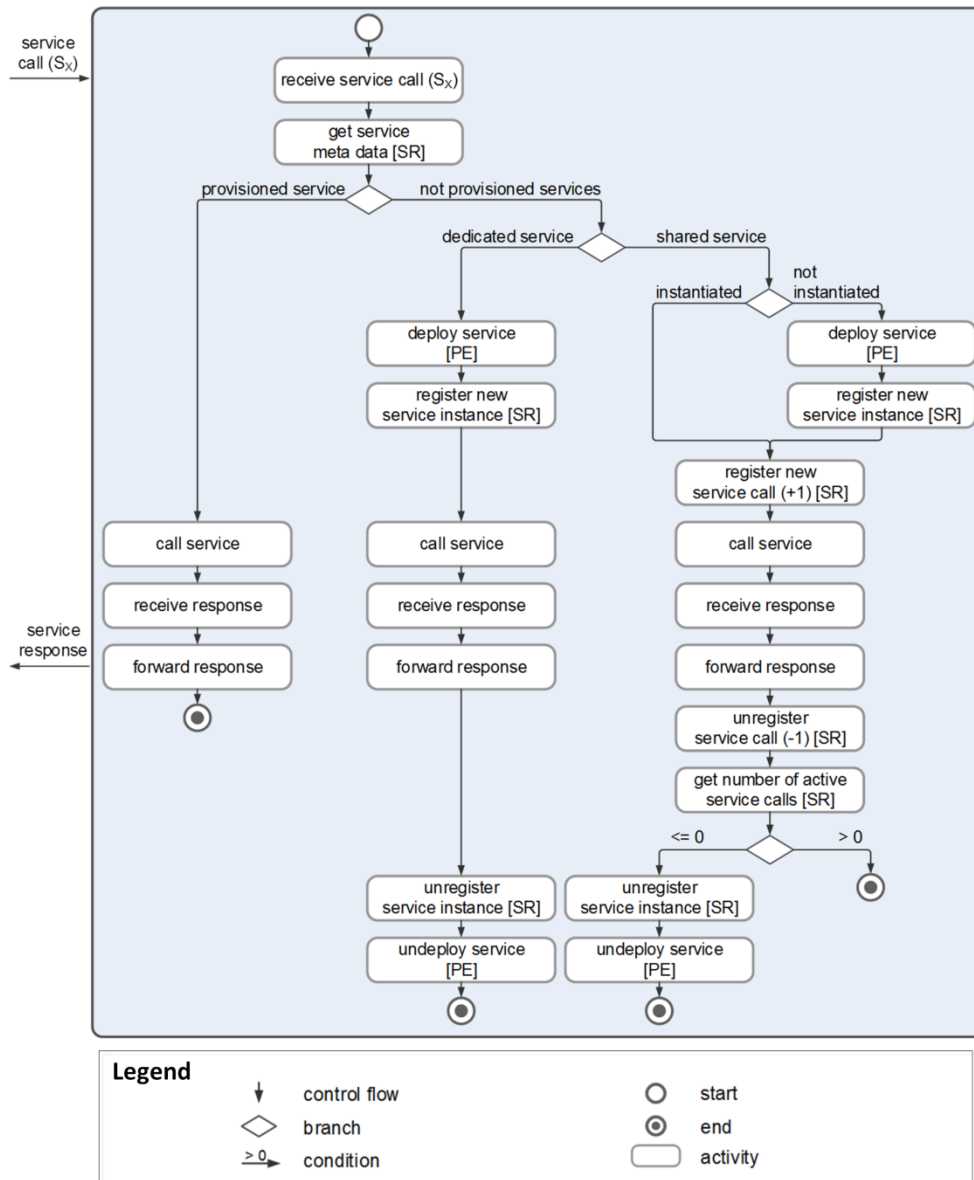 service
call (SX)
receive service call (SX)
get service
meta data [SR]
provisioned service
not provisioned services
dedicated service
shared service
instantiated
not
instantiated
deploy service
[PE]
deploy service
[PE]
register new
service instance [SR]
register new
service instance [SR]
register new
service call (+1) [SR]
call service
call service
call service
receive response
receive response
receive response
service
response
forward response
forward response
forward response
unregister
service call (-1) [SR]
get number of active
service calls [SR]
<= 0
> 0
unregister
service instance [SR]
unregister
service instance [SR]
undeploy service
[PE]
undeploy service
[PE]
Legend
control flow
start
branch
end
> 0
condition
activity